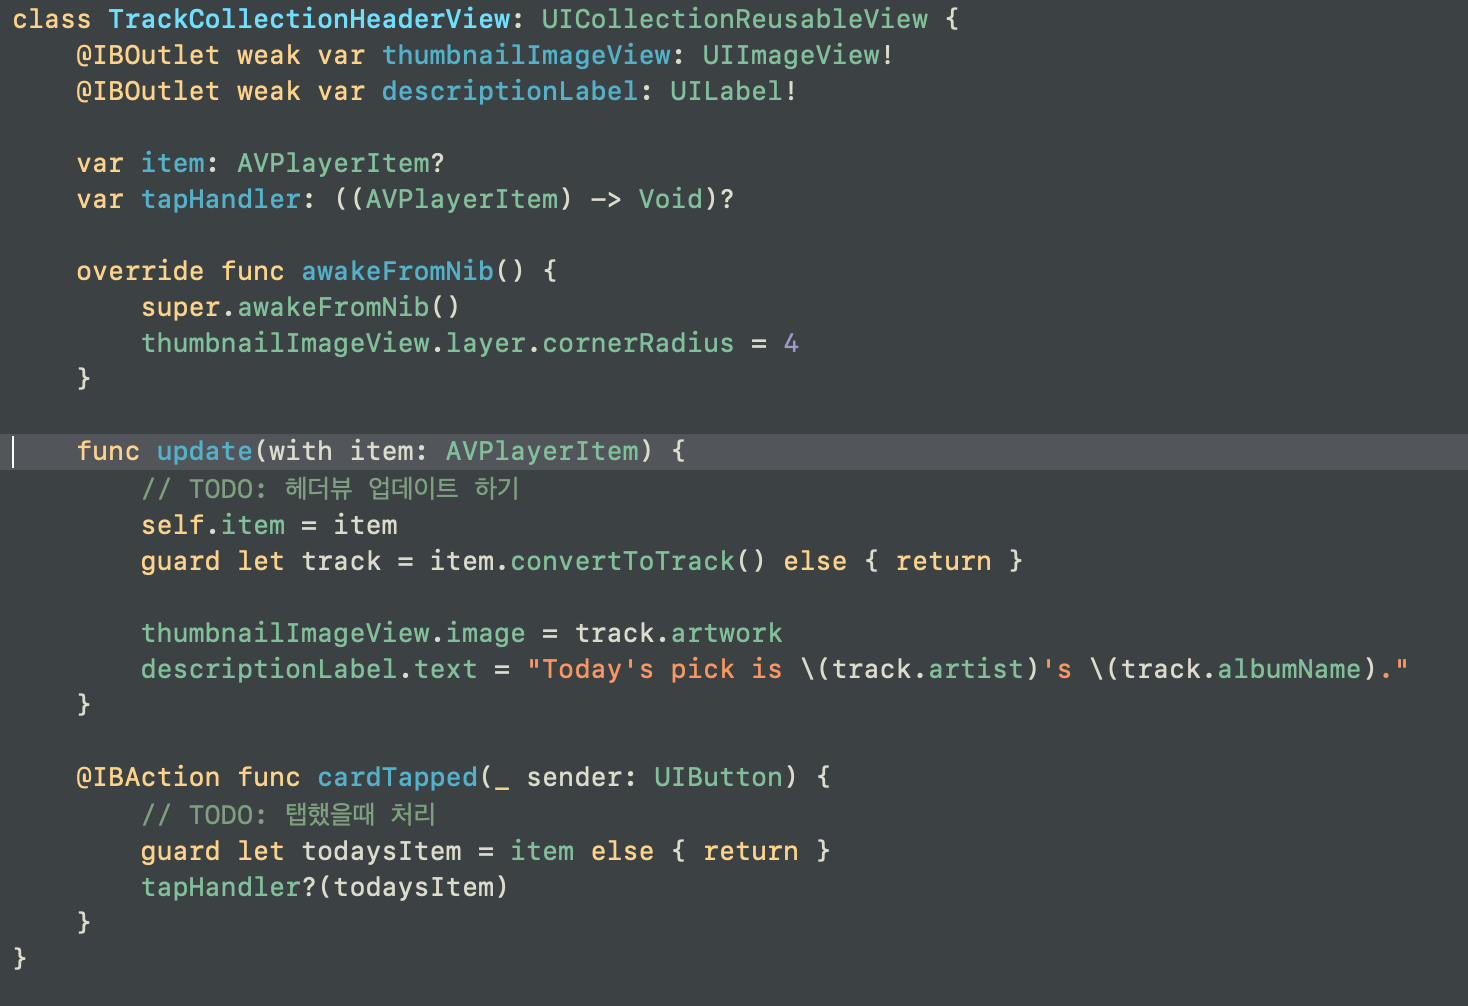 class TrackCollectionHeaderView: UICollectionReusableView {
    @IBOutlet weak var thumbnailImageView: UIImageView!
    @IBOutlet weak var descriptionLabel: UILabel!

    var item: AVPlayerItem?
    var tapHandler: ((AVPlayerItem) -> Void)?

    override func awakeFromNib() {
        super.awakeFromNib()
        thumbnailImageView.layer.cornerRadius = 4
    }

    func update(with item: AVPlayerItem) {
        // TODO: 헤더뷰 업데이트 하기
        self.item = item
        guard let track = item.convertToTrack() else { return }

        thumbnailImageView.image = track.artwork
        descriptionLabel.text = "Today's pick is \(track.artist)'s \(track.albumName)."
    }

    @IBAction func cardTapped(_ sender: UIButton) {
        // TODO: 탭했을때 처리
        guard let todaysItem = item else { return }
        tapHandler?(todaysItem)
    }
}